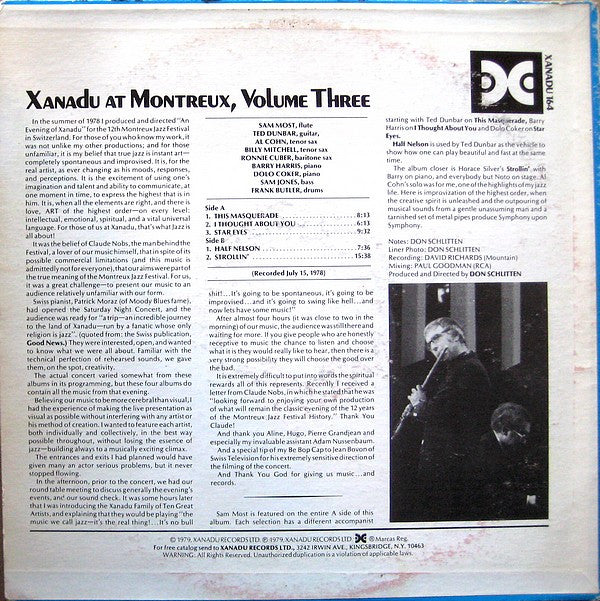 XANADU AT MONTREUX, VOLUME THREE
XANADU 164
In the summer of 1978 I produced and directed "An
Evening of Xanadu" for the 12th Montreux Jazz Festival
in Switzerland. For those of you who know my work, it
was not unlike my other productions; and for those
unfamiliar, it is my belief that true jazz is instant art—
completely spontaneous and improvised. It is, for the
real artist, as ever changing as his moods, responses,
and perceptions. It is the excitement of using one's
imagination and talent and ability to communicate, at
one moment in time, to express the highest that is in
him. It is, when all the elements are right, and there is
love, ART of the highest order—on every level:
intellectual, emotional, spiritual, and a vital universal
language. For those of us at Xanadu, that's what Jazz is
all about!
It was the belief of Claude Nobs, the man behind the
Festival, a lover of our music himself, that in spite of its
possible commercial limitations (and this music is
admittedly not for everyone), that our aims were part of
the true meaning of the Montreux Jazz Festival. For us,
it was a great challenge—to present our music to an
audience relatively unfamiliar with our form.
Swiss pianist, Patrick Moraz (of Moody Blues fame),
had opened the Saturday Night Concert, and the
audience was ready for "a trip—an incredible journey
to the land of Xanadu—run by a fanatic whose only
religion is jazz". (quoted from: the Swiss publication,
Good News.) They were interested, open, and wanted
to know what we were all about. Familiar with the
technical perfection of rehearsed sounds, we gave
them, on the spot, creativity.
The actual concert varied somewhat from these
albums in its programming, but these four albums do
contain all the music from that evening.
Believing our music to be more cerebral than visual, I
had the experience of making the live presentation as
visual as possible without interfering with any artist or
his method of creation. I wanted to feature each artist,
both individually and collectively, in the best way
possible throughout, without losing the essence of
jazz—building always to a musically exciting climax.
The entrances and exits I had planned would have
given many an actor serious problems, but it never
stopped flowing.
In the afternoon, prior to the concert, we had our
round table meeting to discuss generally the evening's
events, and our sound check. It was some hours later
that I was introducing the Xanadu Family of Ten Great
Artists, and explaining that they would be playing "the
music we call jazz—it's the real thing!...It's no bull
SAM MOST, flute
TED DUNBAR, guitar,
AL COHN, tenor sax
BILLY MITCHELL, tenor sax
RONNIE CUBER, baritone sax
BARRY HARRIS, piano
DOLO COKER, piano
SAM JONES, bass
FRANK BUTLER, drums
Side A
1. THIS MASQUERADE 8:13
2. I THOUGHT ABOUT YOU 6:13
3. STAR EYES 9:32
Side B
1. HALF NELSON 7:36
2. STROLLIN' 15:38
(Recorded July 15, 1978)
shit!...It's going to be spontaneous, it's going to be
improvised...and it's going to swing like hell...and
now lets have some music!"
After almost four hours (it was close to two in the
morning) of our music, the audience was still there and
waiting for more. If you give people who are honestly
receptive to music the chance to listen and choose
what it is they would really like to hear, then there is a
very strong possibility they will choose the good over
the bad.
It is extremely difficult to put into words the spiritual
rewards all of this represents. Recently I received a
letter from Claude Nobs, in which he stated that he was
"looking forward to enjoying your own production
of what will remain the classic evening of the 12 years
of the Montreux Jazz Festival History." Thank You
Claude!
And thank you Aline, Hugo, Pierre Grandjean and
especially my invaluable assistant Adam Nussenbaum.
And a special tip of my Be Bop Cap to Jean Bovon of
Swiss Television for his extremely sensitive direction of
the filming of the concert.
And Thank You God for giving us music...and
records.
Sam Most is featured on the entire A side of this
album. Each selection has a different accompanist
starting with Ted Dunbar on This Masquerade, Barry
Harris on I Thought About You and Dolo Coker on Star
Eyes.
Half Nelson is used by Ted Dunbar as the vehicle to
show how one can play beautiful and fast at the same
time.
The album closer is Horace Silver's Strollin' with
Barry on piano, and everybody but Noto on stage. Al
Cohn's solo was for me, one of the highlights of my jazz
life. Here is improvization of the highest order, when
the creative spirit is unleashed and the outpouring of
musical sounds from a gentle unassuming man and a
tarnished set of metal pipes produce Symphony upon
Symphony.
Notes: DON SCHLITTEN
Liner Photo: DON SCHLITTEN
Recording: DAVID RICHARDS (Mountain)
Mixing: PAUL GOODMAN (RCA)
Produced and Directed by DON SCHLITTEN
© 1979, XANADU RECORDS LTD. ℗ 1979, XANADU RECORDS LTD. ® Marcas Reg.
For free catalog send to XANADU RECORDS LTD., 3242 IRWIN AVE., KINGSBRIDGE, N.Y. 10463
WARNING: All Rights Reserved. Unauthorized duplication is a violation of applicable laws.